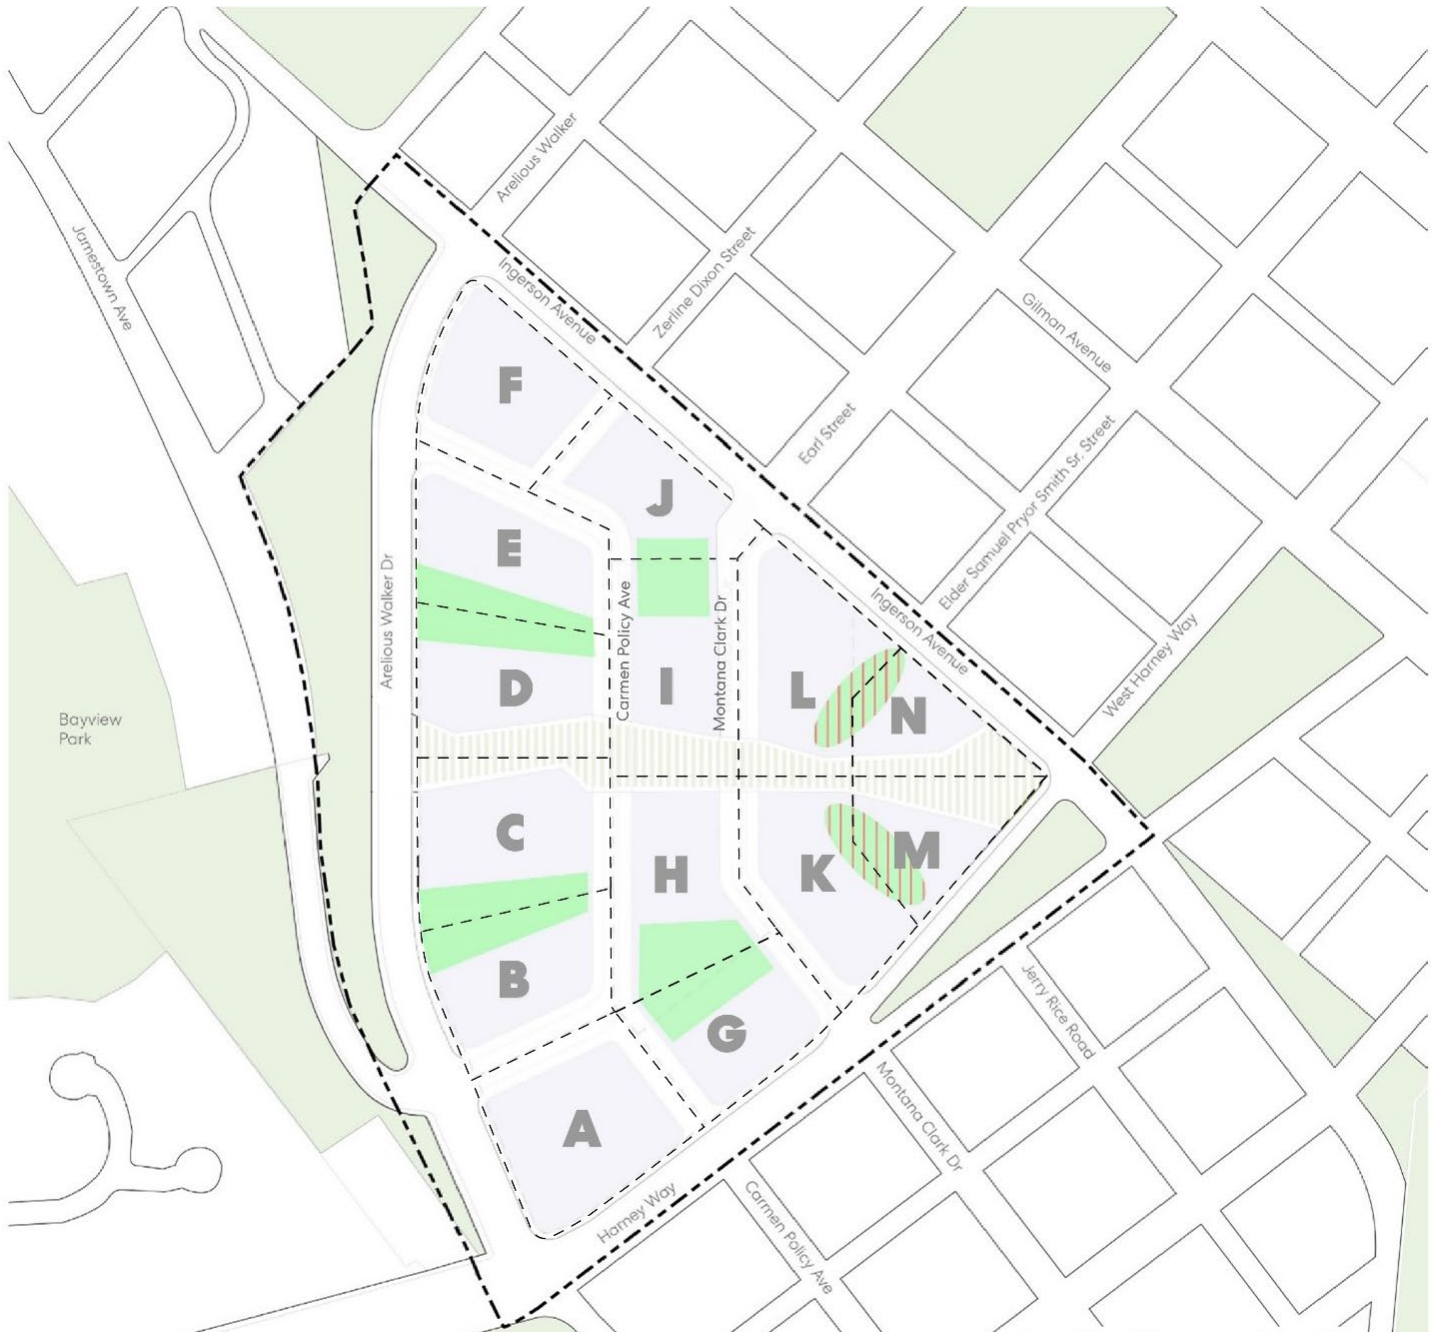 Arelious Walker
Jamestown Ave
Ingerson Avenue
Zerline Dixon Street
Gilman Avenue
F
Earl Street
J
Elder Samuel Pryor Smith Sr. Street
E
Arelious Walker Dr
Carmen Policy Ave
Montana Clark Dr
Ingerson Avenue
West Harney Way
D
I
L
N
Bayview
Park
C
H
K
M
B
G
Jerry Rice Road
Montana Clark Dr
A
Harney Way
Carmen Policy Ave